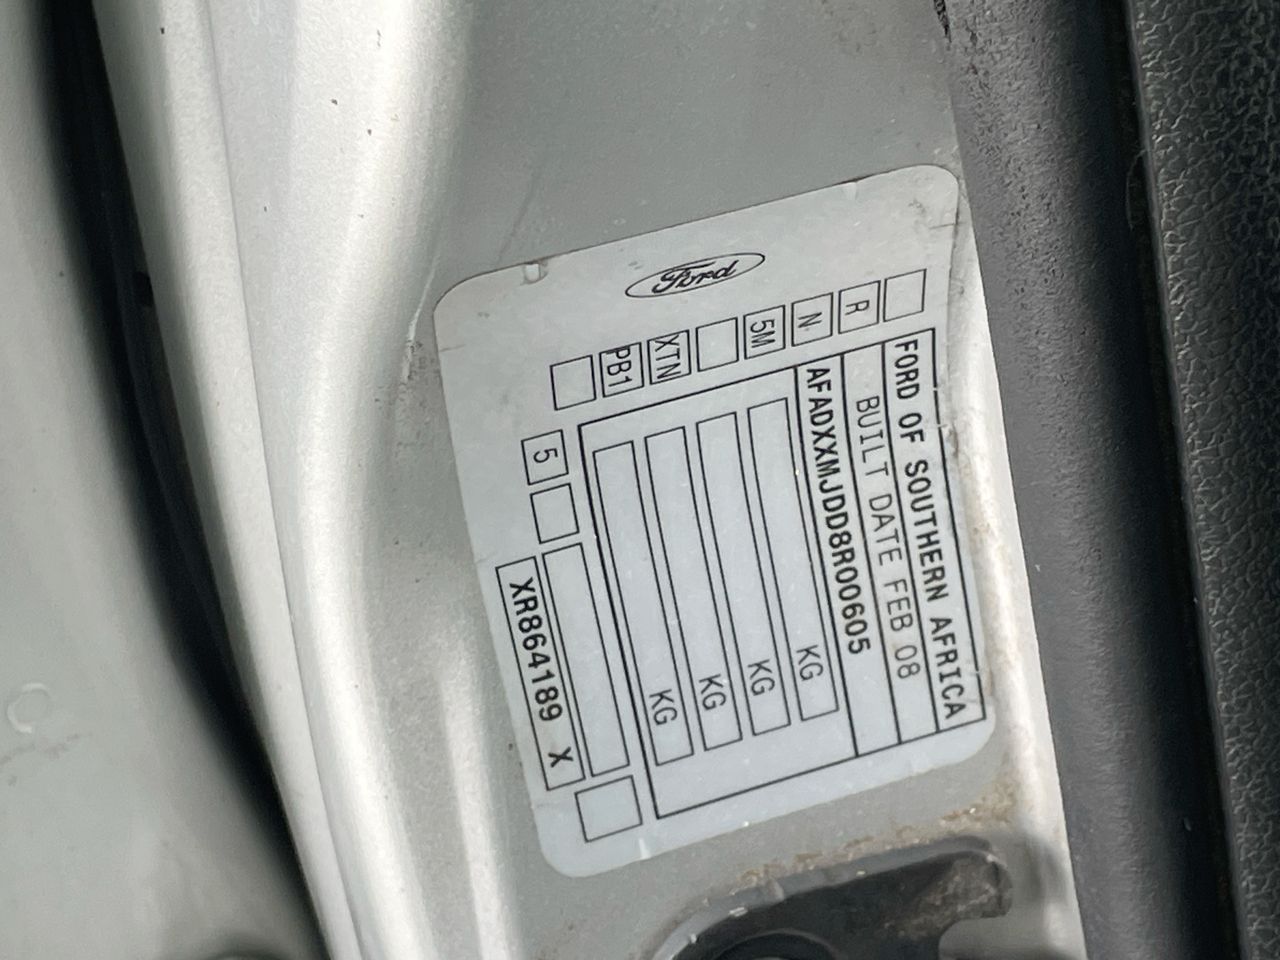 Ford
R N 5M XTN PB1
FORD OF SOUTHERN AFRICA
BUILT DATE FEB 08
AFADXXMJDD8R00605
KG
KG
KG
KG
5
XR864189 X